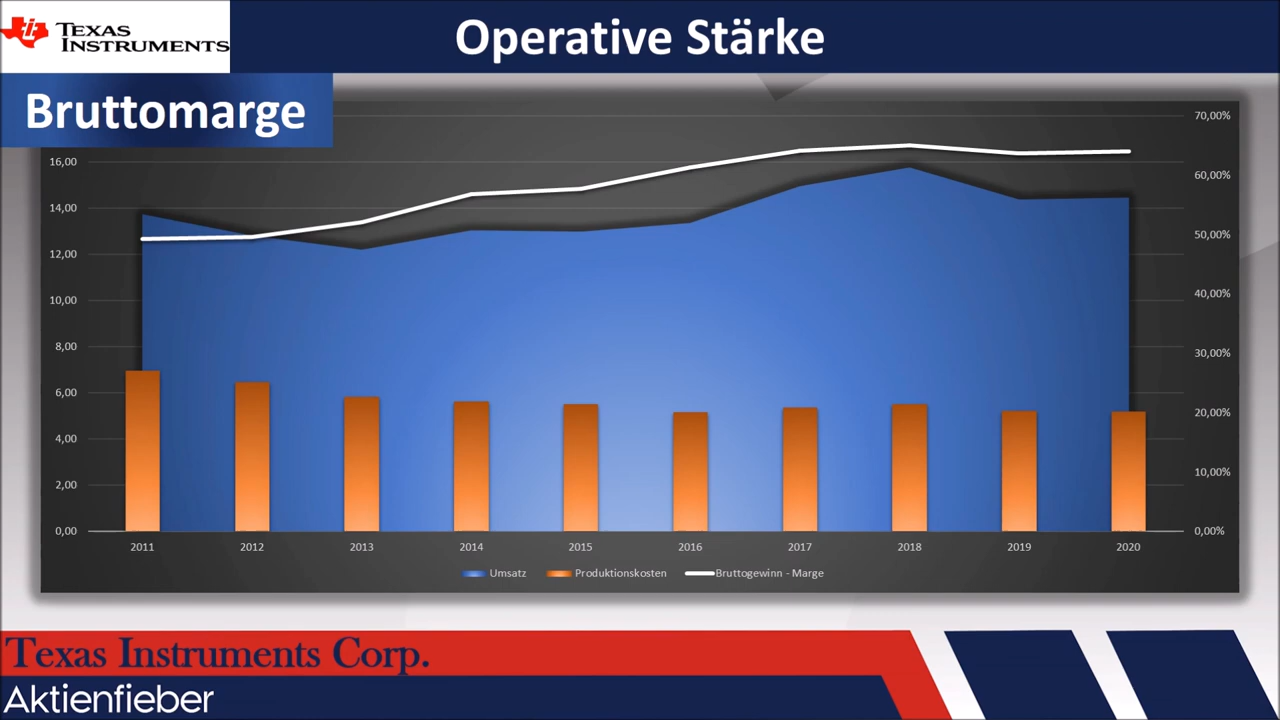 TEXAS
INSTRUMENTS
Operative Stärke
Bruttomarge
70,00%
16,00
60,00%
14,00
50,00%
12,00
10,00
40,00%
8,00
30,00%
6,00
20,00%
4,00
10,00%
2,00
0,00
0,00%
2011 2012 2013 2014 2015 2016 2017 2018 2019 2020
Umsatz Produktionskosten Bruttogewinn - Marge
Texas Instruments Corp.
Aktienfieber